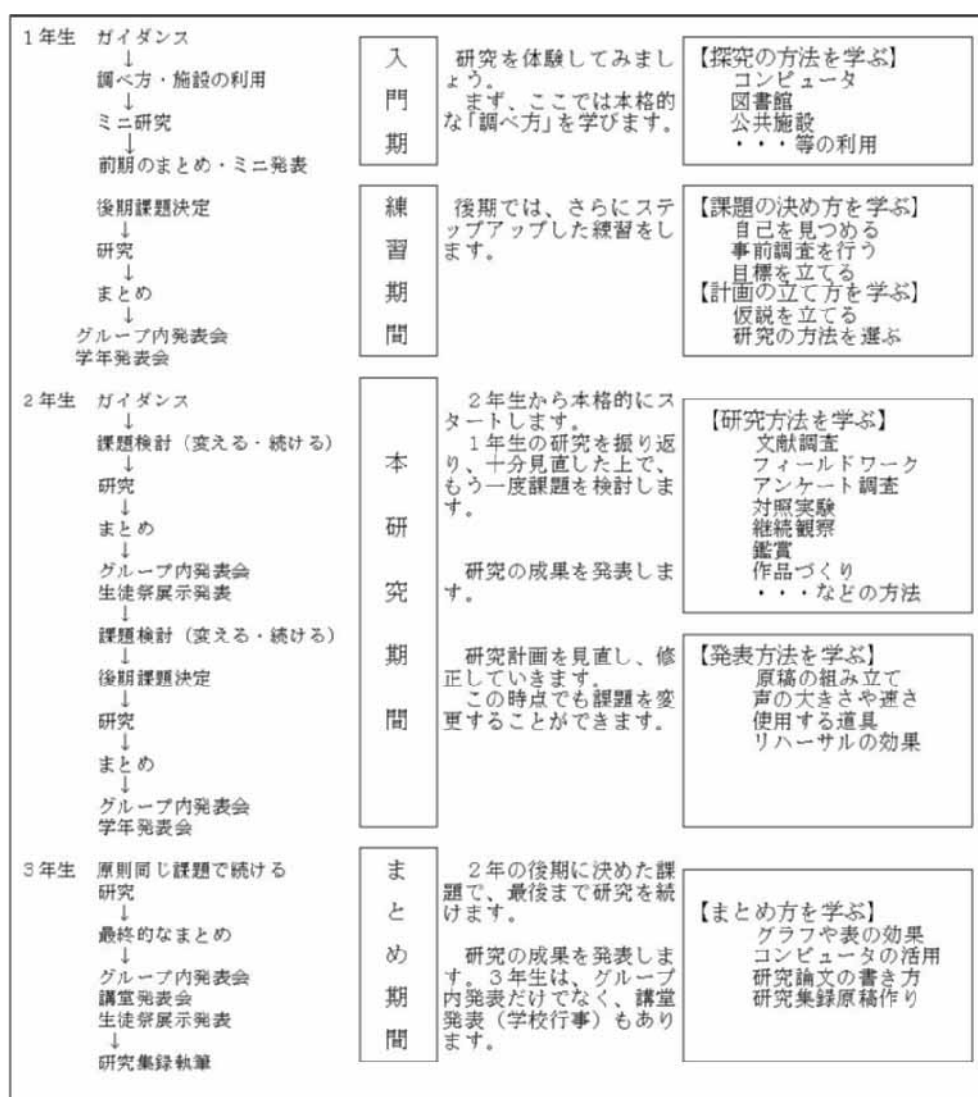 1年生 ガイダンス
↓
調べ方・施設の利用
↓
ミニ研究
↓
前期のまとめ・ミニ発表
入門期
研究を体験してみまし
ょう。
まず、ここでは本格的
な「調べ方」を学びます。
【探究の方法を学ぶ】
コンピュータ
図書館
公共施設
・・・等の利用
後期課題決定
↓
研究
↓
まとめ
↓
グループ内発表会
学年発表会
練習期間
後期では、さらにステ
ップアップした練習をし
ます。
【課題の決め方を学ぶ】
自己を見つめる
事前調査を行う
目標を立てる
【計画の立て方を学ぶ】
仮説を立てる
研究の方法を選ぶ
2年生 ガイダンス
↓
課題検討（変える・続ける）
↓
研究
↓
まとめ
↓
グループ内発表会
生徒祭展示発表
↓
課題検討（変える・続ける）
↓
後期課題決定
↓
研究
↓
まとめ
↓
グループ内発表会
学年発表会
本研究期間
2年生から本格的にス
タートします。
1年生の研究を振り返
り、十分見直した上で、
もう一度課題を検討しま
す。
研究の成果を発表しま
す。
研究計画を見直し、修
正していきます。
この時点でも課題を変
更することができます。
【研究方法を学ぶ】
文献調査
フィールドワーク
アンケート調査
対照実験
継続観察
鑑賞
作品づくり
・・・などの方法
【発表方法を学ぶ】
原稿の組み立て
声の大きさや速さ
使用する道具
リハーサルの効果
3年生 原則同じ課題で続ける
研究
↓
最終的なまとめ
↓
グループ内発表会
講堂発表会
生徒祭展示発表
↓
研究集録執筆
まとめ期間
2年の後期に決めた課
題で、最後まで研究を続
けます。
研究の成果を発表しま
す。3年生は、グループ
内発表だけでなく、講堂
発表（学校行事）もあり
ます。
【まとめ方を学ぶ】
グラフや表の効果
コンピュータの活用
研究論文の書き方
研究集録原稿作り